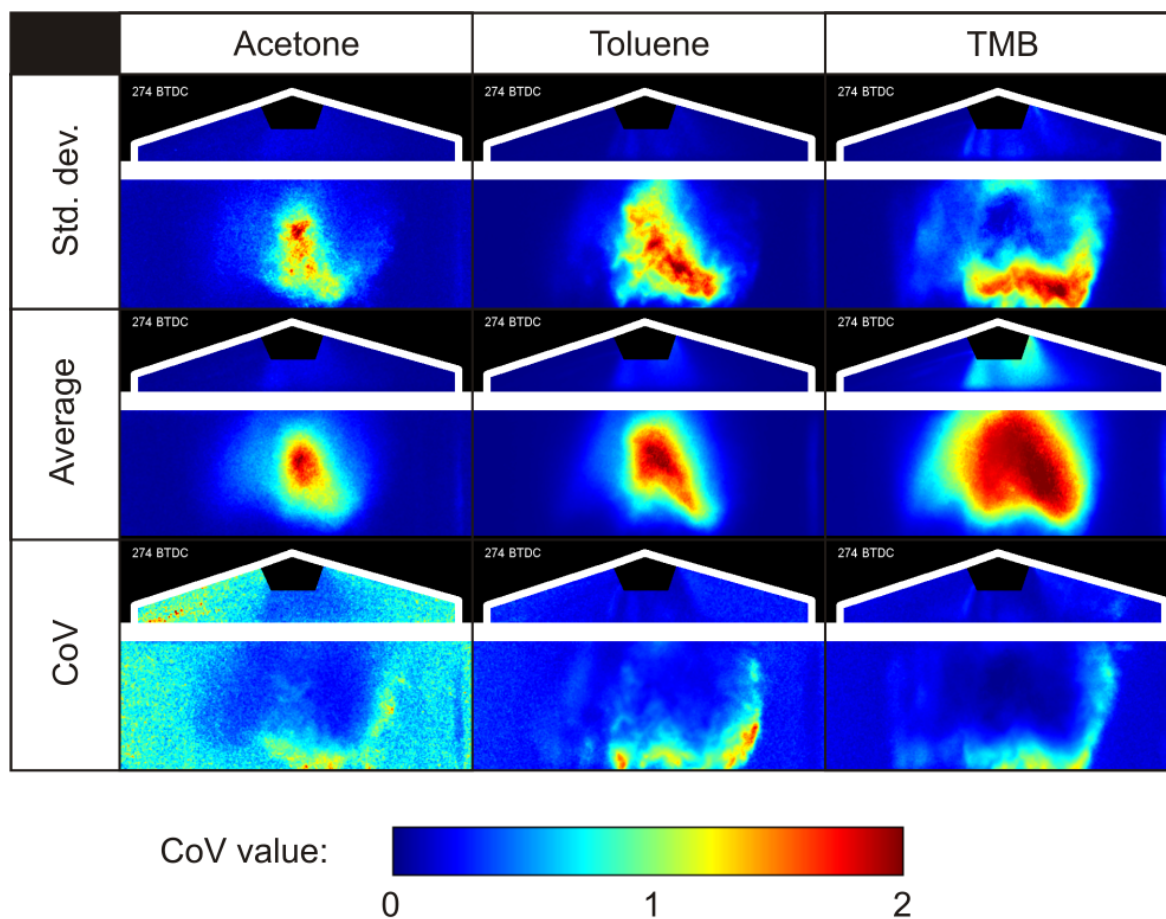 Acetone
Toluene
TMB
Std. dev.
274 BTDC
274 BTDC
274 BTDC
Average
274 BTDC
274 BTDC
274 BTDC
CoV
274 BTDC
274 BTDC
274 BTDC
CoV value:
0
1
2